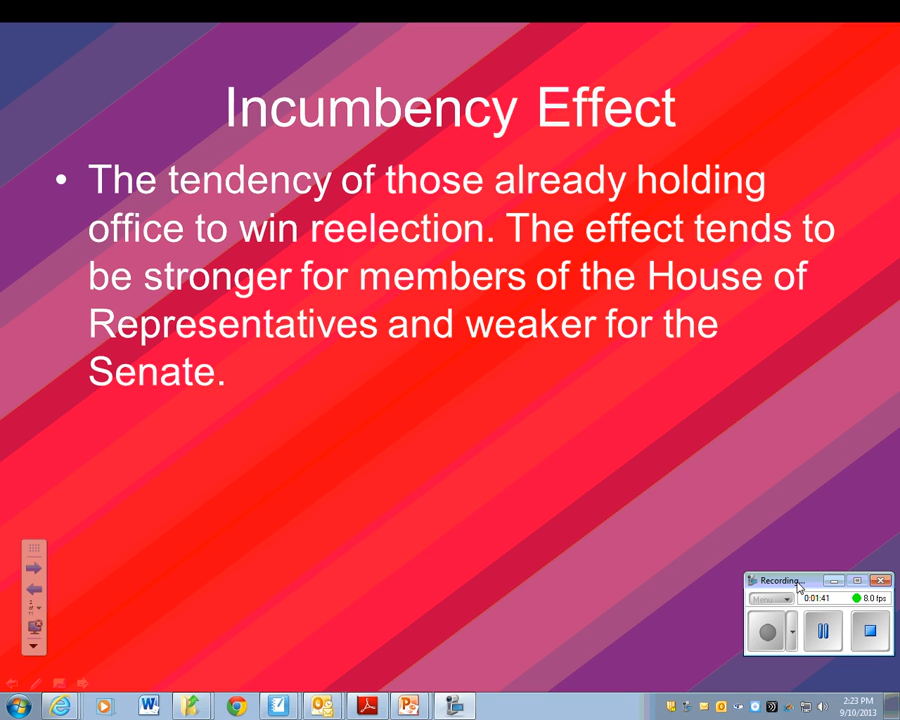 Incumbency Effect
• The tendency of those already holding
office to win reelection. The effect tends to
be stronger for members of the House of
Representatives and weaker for the
Senate.
Recording...
Menu
0:01:41
8.0 fps
2:23 PM
9/10/2013